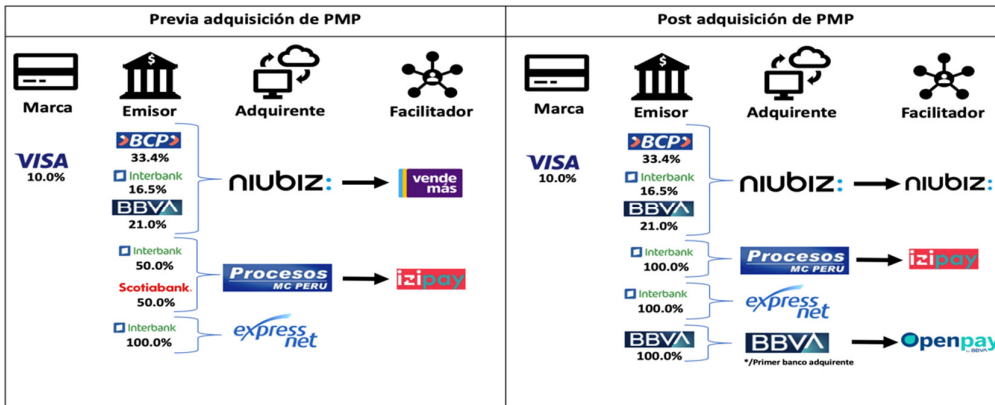 Previa adquisición de PMP
$
Marca
Emisor
Adquirente
Facilitador
BCP
33.4%
VISA
10.0%
Interbank
16.5%
BBVA
21.0%
niubiz:
vende
más
Interbank
50.0%
Scotiabank.
50.0%
Procesos
MC PERÚ
izipay
Interbank
100.0%
express
net
Post adquisición de PMP
$
Marca
Emisor
Adquirente
Facilitador
BCP
33.4%
VISA
10.0%
Interbank
16.5%
BBVA
21.0%
niubiz:
niubiz:
Interbank
100.0%
Procesos
MC PERÚ
izipay
Interbank
100.0%
express
net
BBVA
100.0%
BBVA
*/Primer banco adquirente
Openpay
by BBVA